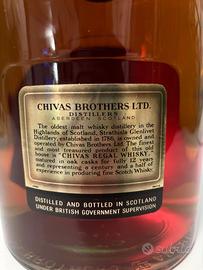 CHIVAS BROTHERS LTD.
DISTILLERS
ABERDEEN SCOTLAND
The oldest malt whisky distillery in the
Highlands of Scotland, Strathisla Glenlivet
Distillery, established in 1786, is owned and
operated by Chivas Brothers Ltd. The finest
and most treasured product of this old
house is "CHIVAS REGAL WHISKY."
matured in oak casks for fully 12 years
and representing a century and a half of
experience in producing fine Scotch Whisky.
DISTILLED AND BOTTLED IN SCOTLAND
UNDER BRITISH GOVERNMENT SUPERVISION
subito